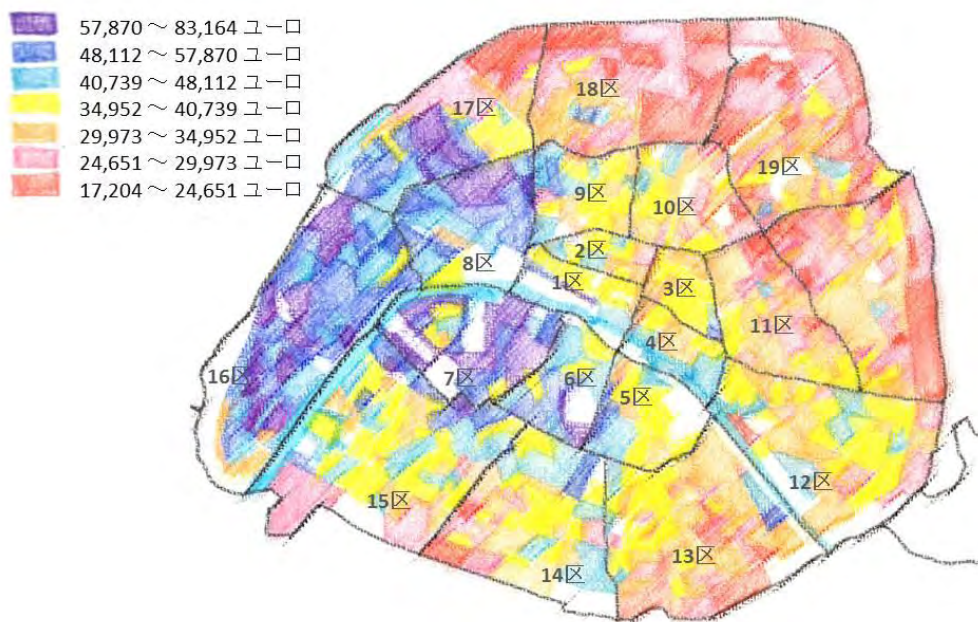 57,870 ～ 83,164 ユーロ
48,112 ～ 57,870 ユーロ
40,739 ～ 48,112 ユーロ
34,952 ～ 40,739 ユーロ
29,973 ～ 34,952 ユーロ
24,651 ～ 29,973 ユーロ
17,204 ～ 24,651 ユーロ
18区
17区
19区
9区
10区
2区
8区
1区
3区
11区
4区
16区
7区
6区
5区
12区
15区
13区
14区